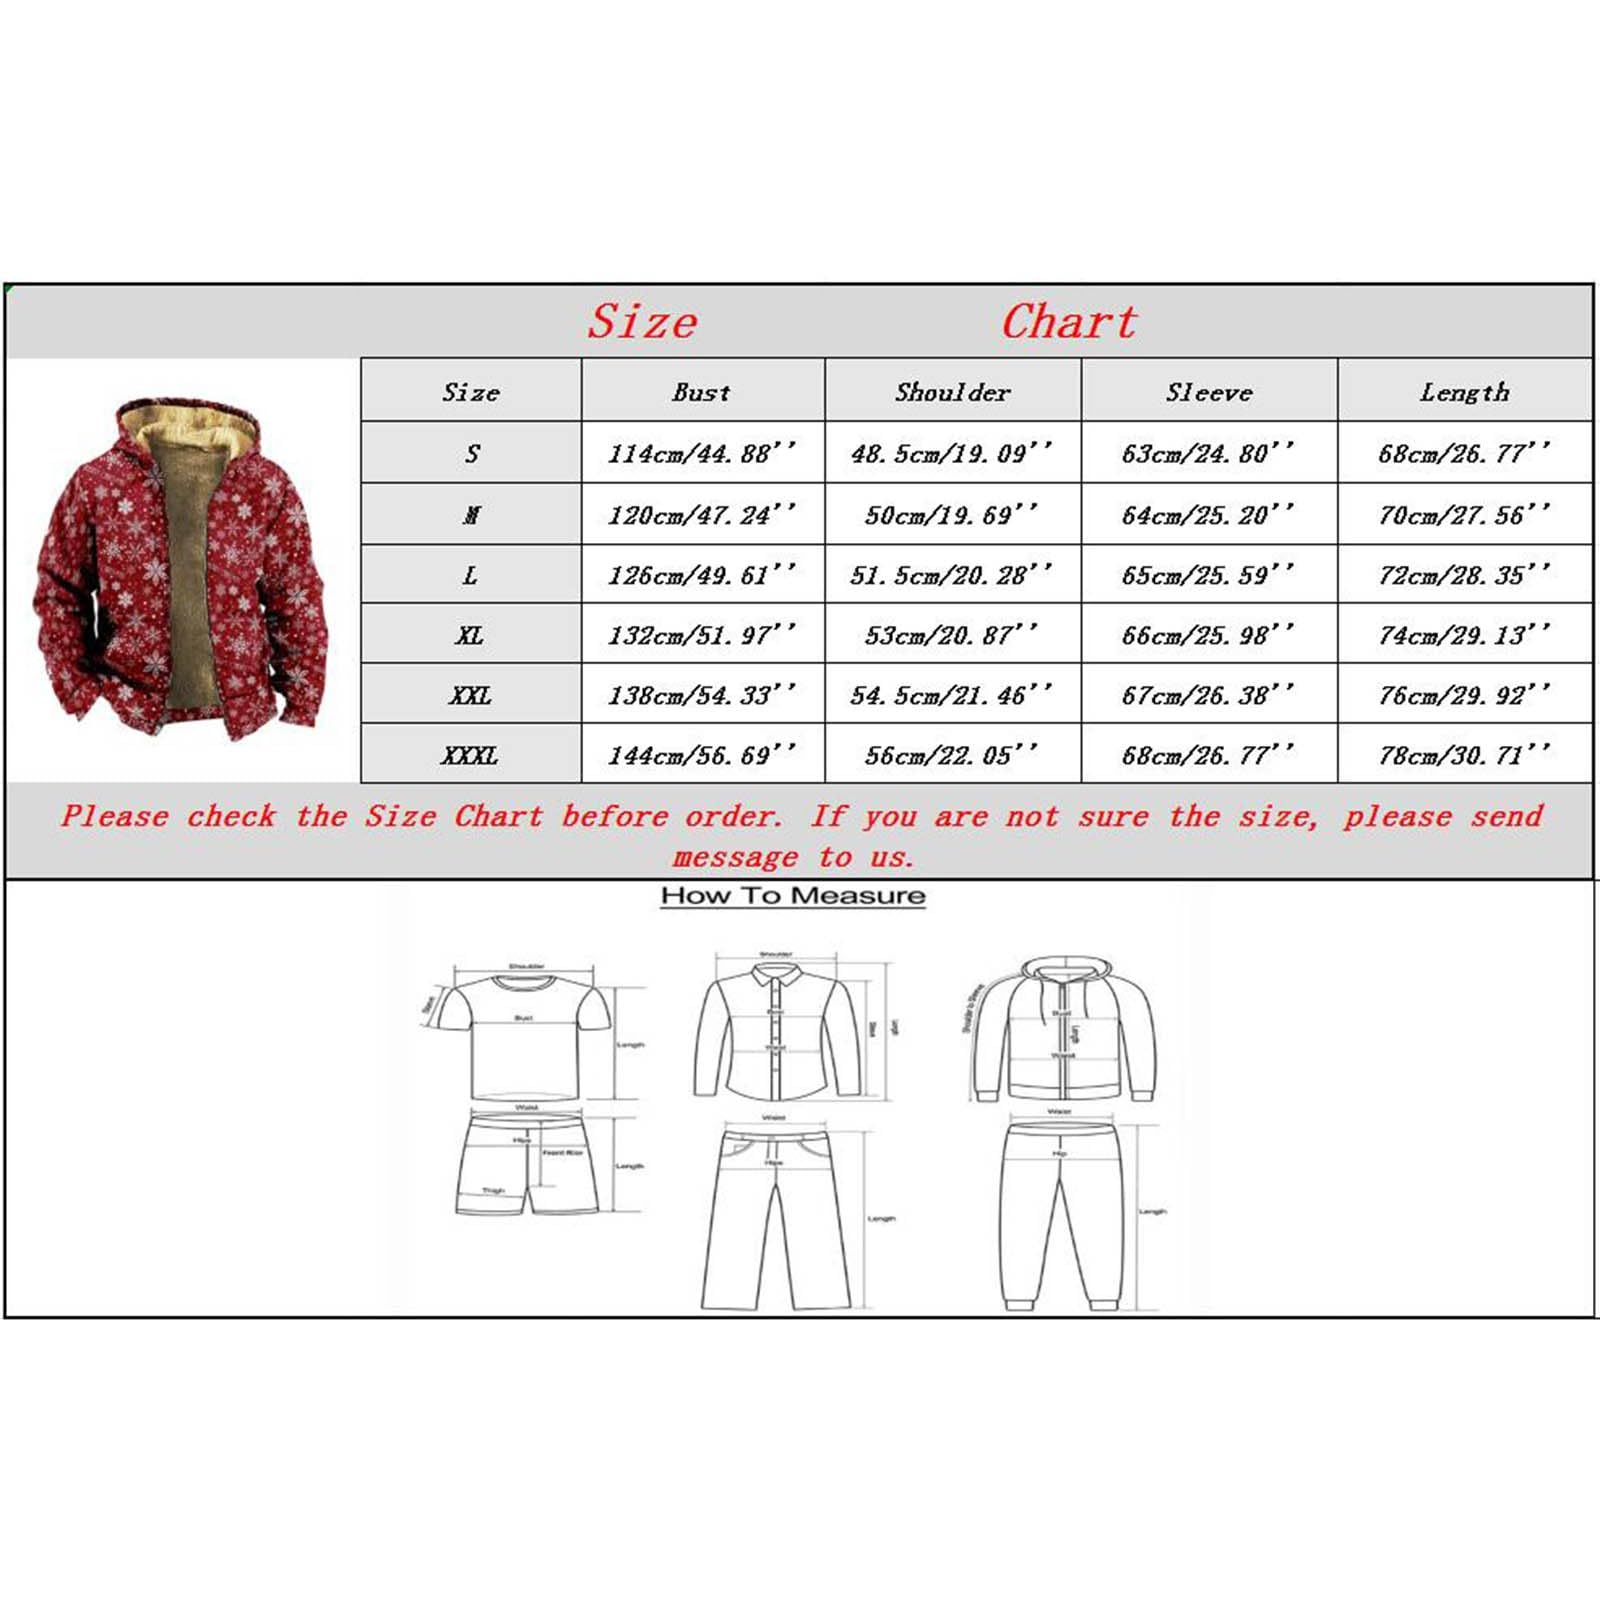 Size Chart
Size Bust Shoulder Sleeve Length
S 114cm/44.88'' 48.5cm/19.09'' 63cm/24.80'' 68cm/26.77''
M 120cm/47.24'' 50cm/19.69'' 64cm/25.20'' 70cm/27.56''
L 126cm/49.61'' 51.5cm/20.28'' 65cm/25.59'' 72cm/28.35''
XL 132cm/51.97'' 53cm/20.87'' 66cm/25.98'' 74cm/29.13''
XXL 138cm/54.33'' 54.5cm/21.46'' 67cm/26.38'' 76cm/29.92''
XXXL 144cm/56.69'' 56cm/22.05'' 68cm/26.77'' 78cm/30.71''
Please check the Size Chart before order. If you are not sure the size, please send
message to us.
How To Measure
Shoulder
Sleeve
Bust
Length
Waist
Hips
Front Rise
Thigh
Length
Shoulder
Bust
Waist
Sleeve
Length
Waist
Hips
Length
Shoulder to Sleeve
Bust
Length
Waist
Waist
Hip
Length